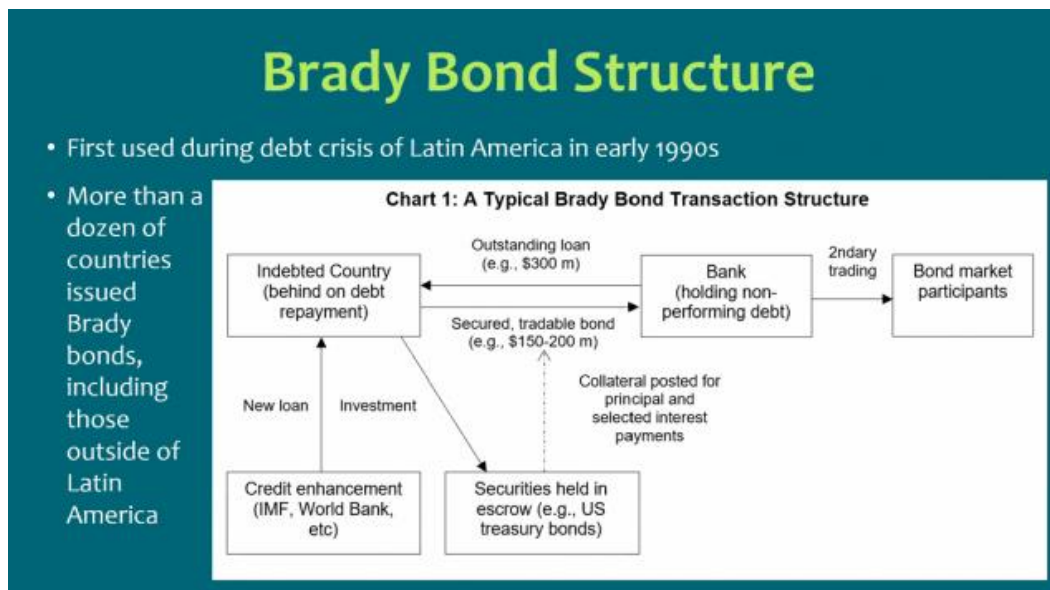 Brady Bond Structure
• First used during debt crisis of Latin America in early 1990s
• More than a
dozen of
countries
issued
Brady
bonds,
including
those
outside of
Latin
America
Chart 1: A Typical Brady Bond Transaction Structure
Indebted Country
(behind on debt
repayment)
Outstanding loan
(e.g., $300 m)
Secured, tradable bond
(e.g., $150-200 m)
Bank
(holding non-
performing debt)
2ndary
trading
Bond market
participants
New loan
Investment
Collateral posted for
principal and
selected interest
payments
Credit enhancement
(IMF, World Bank,
etc)
Securities held in
escrow (e.g., US
treasury bonds)